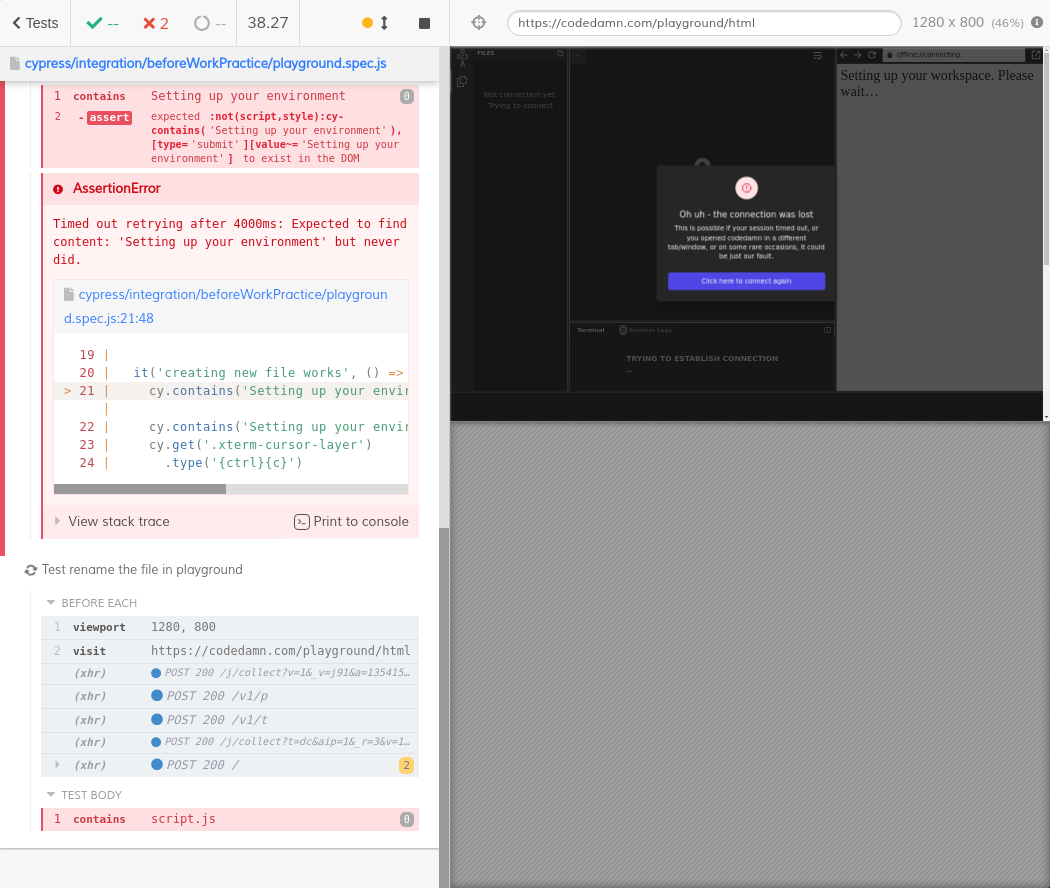 Tests
--
2
--
38.27
https://codedamn.com/playground/html
1280 x 800 (46%)
cypress/integration/beforeWorkPractice/playground.spec.js
1 contains Setting up your environment 0
2 -assert expected :not(script,style):cy-
contains('Setting up your environment'),
[type='submit'][value~='Setting up your
environment'] to exist in the DOM
AssertionError
Timed out retrying after 4000ms: Expected to find
content: 'Setting up your environment' but never
did.
cypress/integration/beforeWorkPractice/playgroun
d.spec.js:21:48
19 |
20 | it('creating new file works', () =>
> 21 | cy.contains('Setting up your envir
|
22 | cy.contains('Setting up your envir
23 | cy.get('.xterm-cursor-layer')
24 | .type('{ctrl}{c}')
View stack trace
Print to console
Test rename the file in playground
BEFORE EACH
1 viewport 1280, 800
2 visit https://codedamn.com/playground/html
(xhr) POST 200 /j/collect?v=1&_v=j91&a=135415…
(xhr) POST 200 /v1/p
(xhr) POST 200 /v1/t
(xhr) POST 200 /j/collect?t=dc&aip=1&_r=3&v=1…
(xhr) POST 200 / 2
TEST BODY
1 contains script.js 0
FILES
Not connection yet.
Trying to connect
offline://connecting.
Setting up your workspace. Please
wait…
Oh uh - the connection was lost
This is possible if your session timed out, or
you opened codedamn in a different
tab/window, or on some rare occasions, it could
be just our fault.
Click here to connect again
Terminal
Browser Logs
TRYING TO ESTABLISH CONNECTION
..